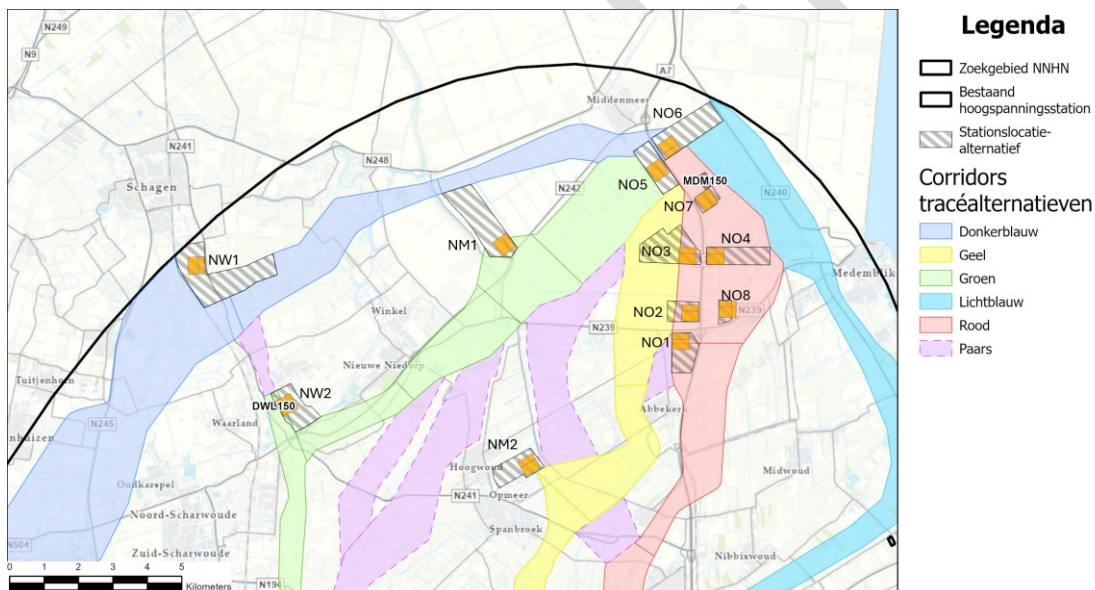 N249
N9
A7
Middenmeer
NO6
N241
N248
Schagen
N242
NO5
MDM150
N240
NO7
NM1
NO3
NO4
NW1
Medemblik
NO8
Winkel
NO2
N239
N239
NO1
Nieuwe Niedorp
Tuitjenhorn
NW2
DWL150
Abbekerk
Waarland
N245
NM2
Hoogwoud
Midwoud
Oudkarspel
N241
Opmeer
Noord-Scharwoude
Spanbroek
N504
Zuid-Scharwoude
Nibbixwoud
0 1 2 3 4 5
Kilometers
N194
Legenda
Zoekgebied NNHN
Bestaand
hoogspanningsstation
Stationslocatie-
alternatief
Corridors
tracéalternatieven
Donkerblauw
Geel
Groen
Lichtblauw
Rood
Paars